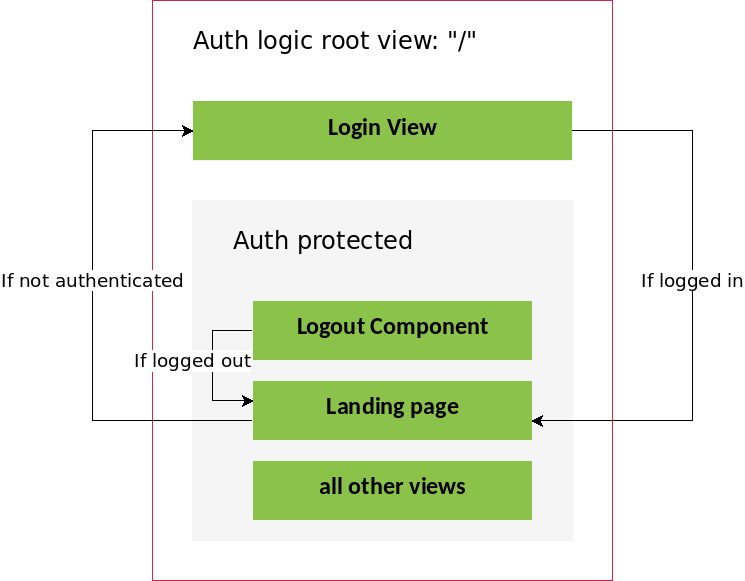 Auth logic root view: "/"
Login View
Auth protected
If not authenticated
If logged in
Logout Component
If logged out
Landing page
all other views